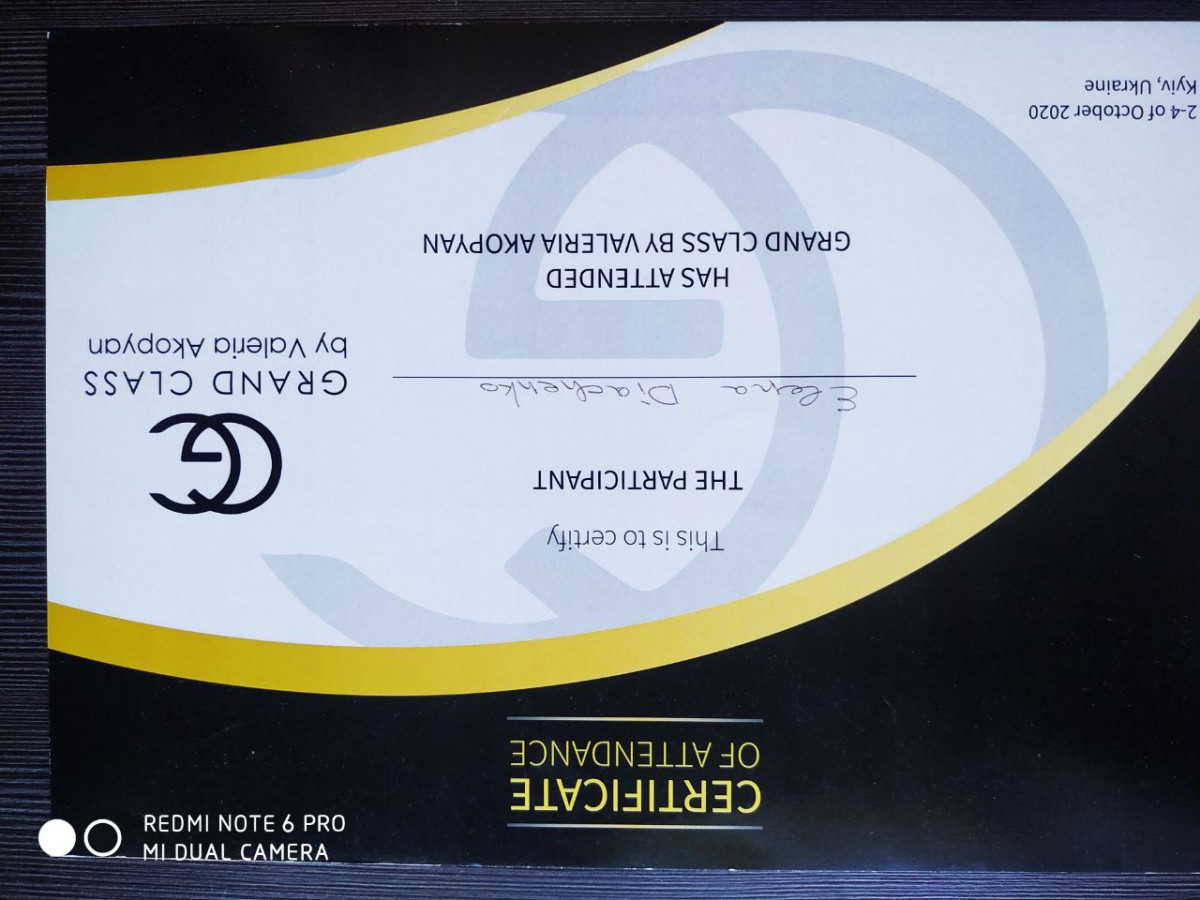 CERTIFICATE
OF ATTENDANCE
This is to certify
THE PARTICIPANT
Elena Diachenko
HAS ATTENDED
GRAND CLASS BY VALERIA AKOPYAN
GRAND CLASS
by Valeria Akopyan
2-4 of October 2020
Kyiv, Ukraine
REDMI NOTE 6 PRO
MI DUAL CAMERA